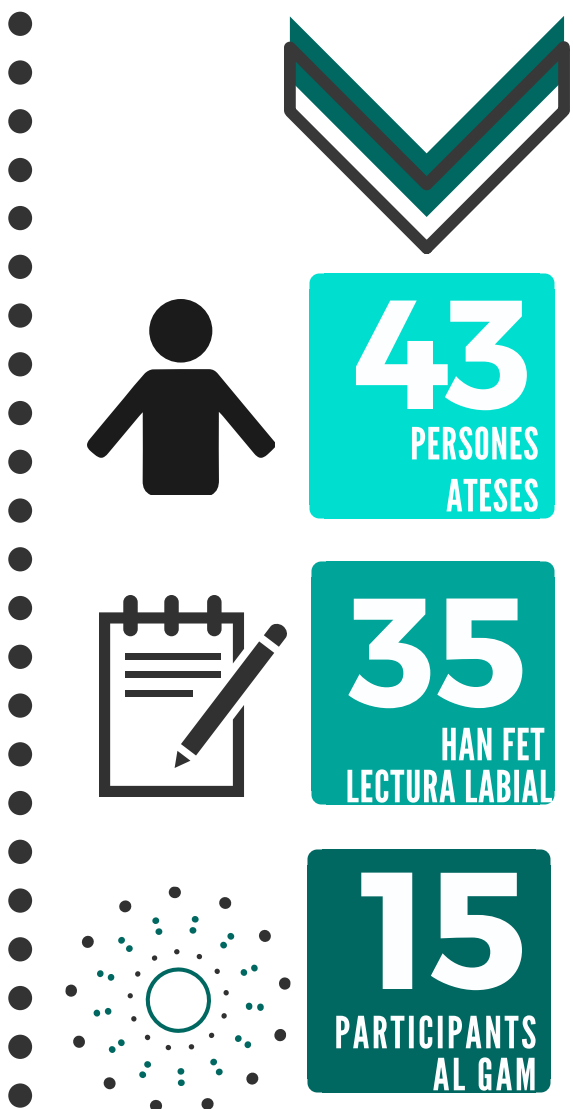 43
PERSONES
ATESES
35
HAN FET
LECTURA LABIAL
15
PARTICIPANTS
AL GAM